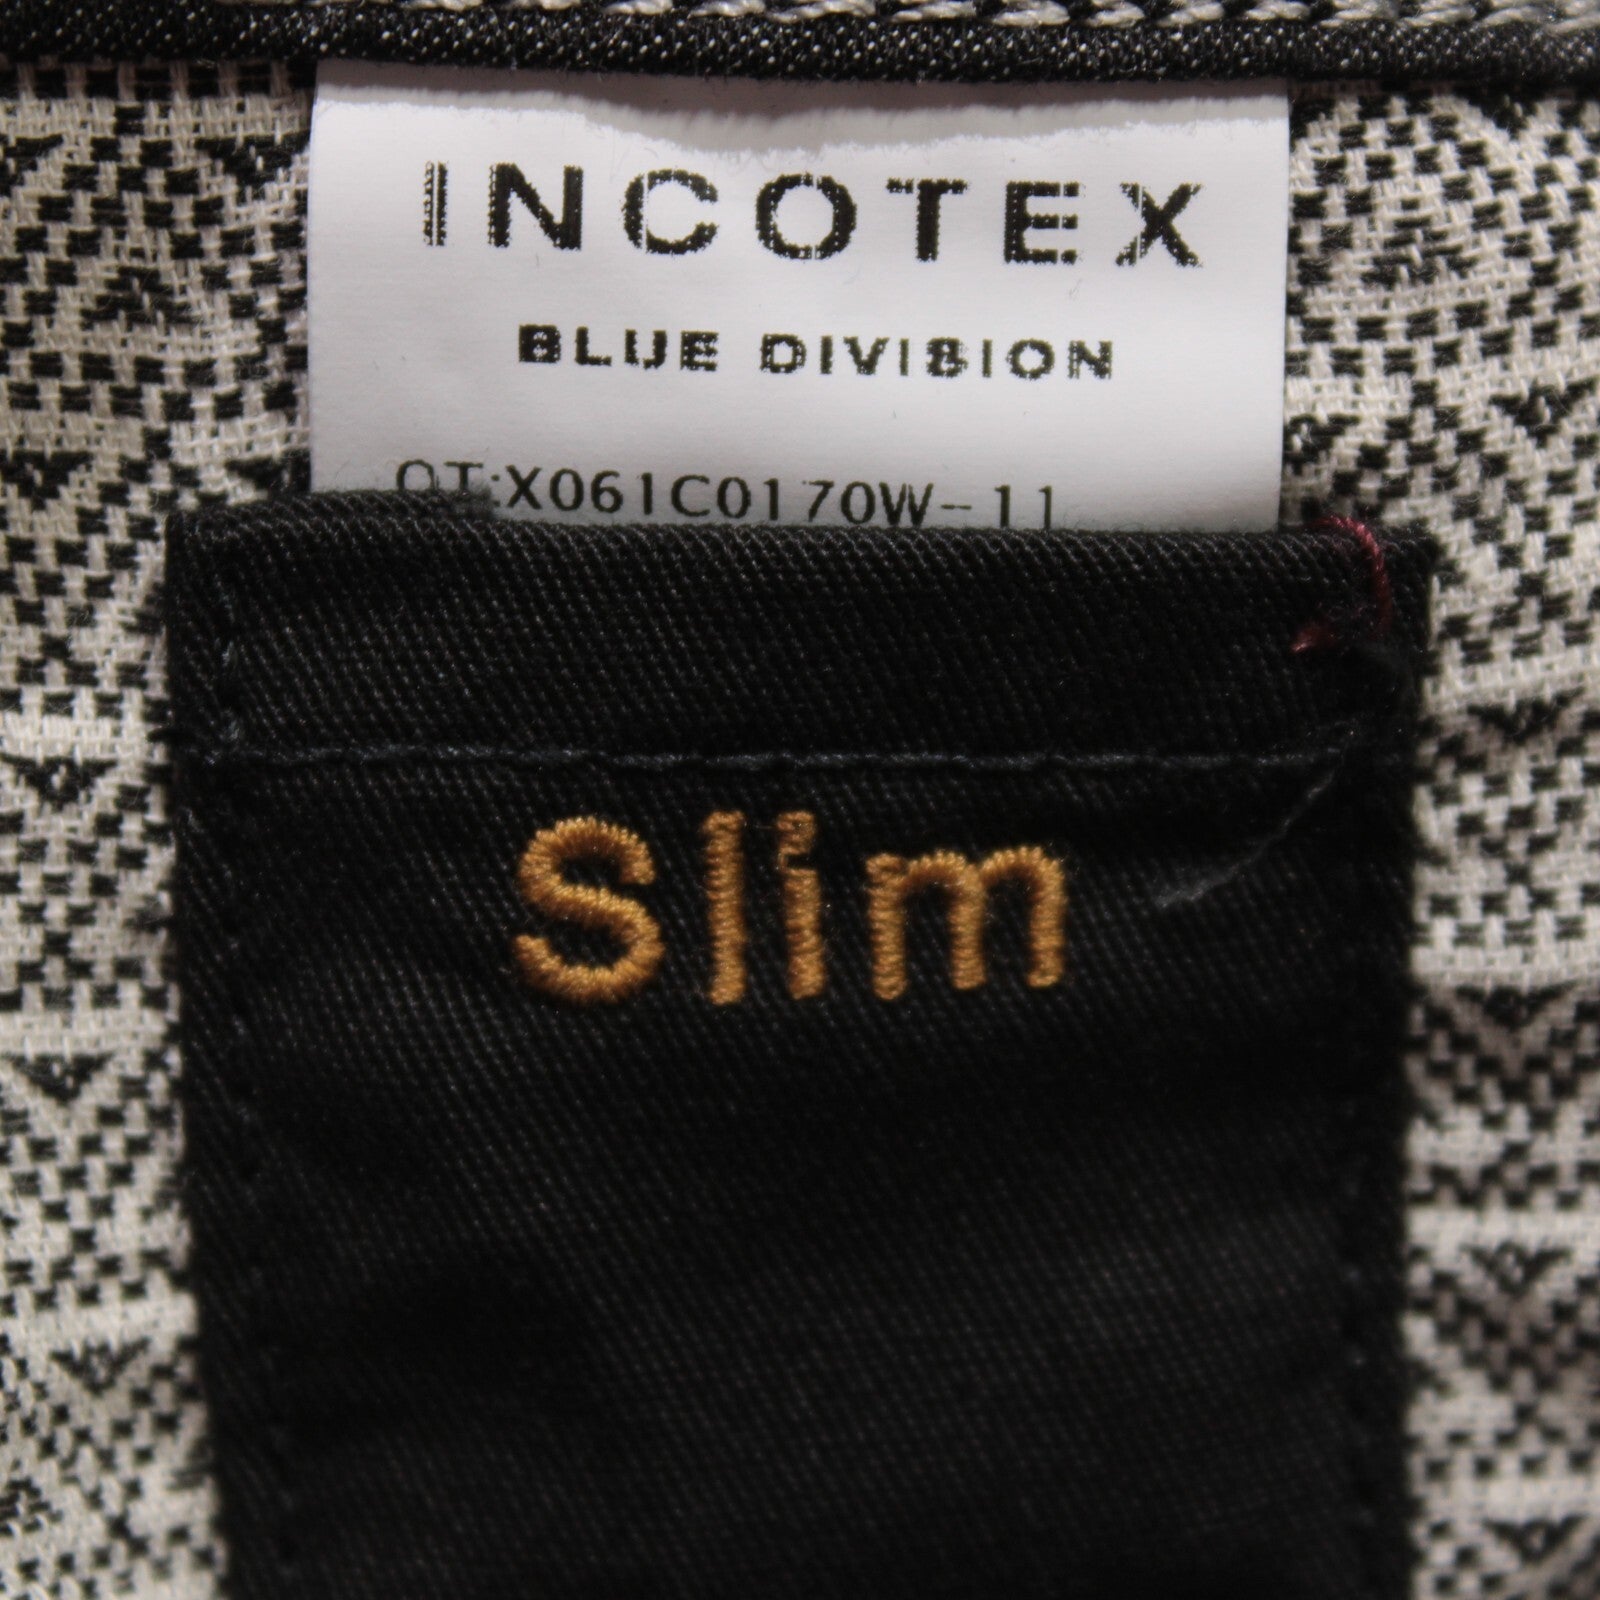 INCOTEX
BLUE DIVISION
OT:X061C0170W-11
Slim